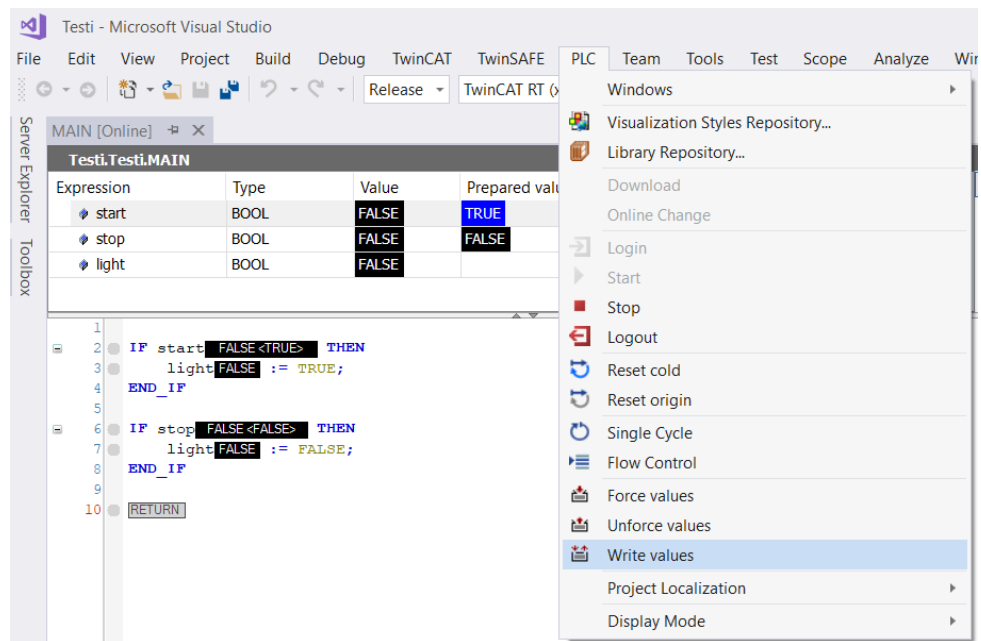 Testi - Microsoft Visual Studio
File Edit View Project Build Debug TwinCAT TwinSAFE PLC Team Tools Test Scope Analyze
Release TwinCAT RT (x
Server Explorer
Toolbox
MAIN [Online]
Testi.Testi.MAIN
Expression Type Value Prepared valu
start BOOL FALSE TRUE
stop BOOL FALSE FALSE
light BOOL FALSE
1
2 IF start FALSE <TRUE> THEN
3 light FALSE := TRUE;
4 END_IF
5
6 IF stop FALSE <FALSE> THEN
7 light FALSE := FALSE;
8 END_IF
9
10 RETURN
Windows
Visualization Styles Repository...
Library Repository...
Download
Online Change
Login
Start
Stop
Logout
Reset cold
Reset origin
Single Cycle
Flow Control
Force values
Unforce values
Write values
Project Localization
Display Mode